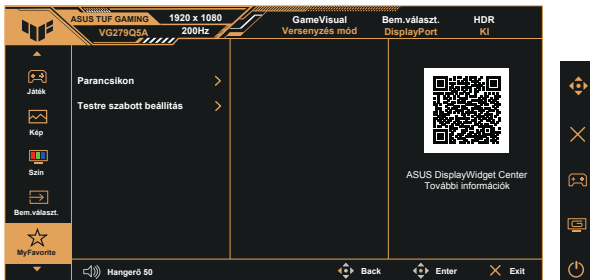 ASUS TUF GAMING
VG279Q5A
1920 x 1080
200Hz
GameVisual
Versenyzés mód
Bem.választ.
DisplayPort
HDR
KI
Játék
Kép
Szín
Bem.választ.
MyFavorite
Parancsikon
Testre szabott beállítás
ASUS DisplayWidget Center
További információk
Hangerő 50
Back
Enter
Exit